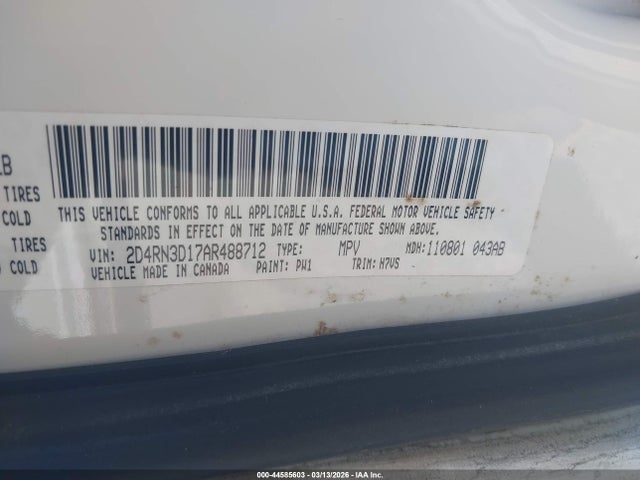 LB
TIRES
COLD
TIRES
COLD
THIS VEHICLE CONFORMS TO ALL APPLICABLE U.S.A. FEDERAL MOTOR VEHICLE SAFETY
STANDARDS IN EFFECT ON THE DATE OF MANUFACTURE SHOWN ABOVE.
VIN: 2D4RN3D17AR488712 TYPE: MPV MDH: 110801 043AB
VEHICLE MADE IN CANADA PAINT: PW1 TRIM: H7VS
000-44585603 - 03/13/2026 - IAA Inc.